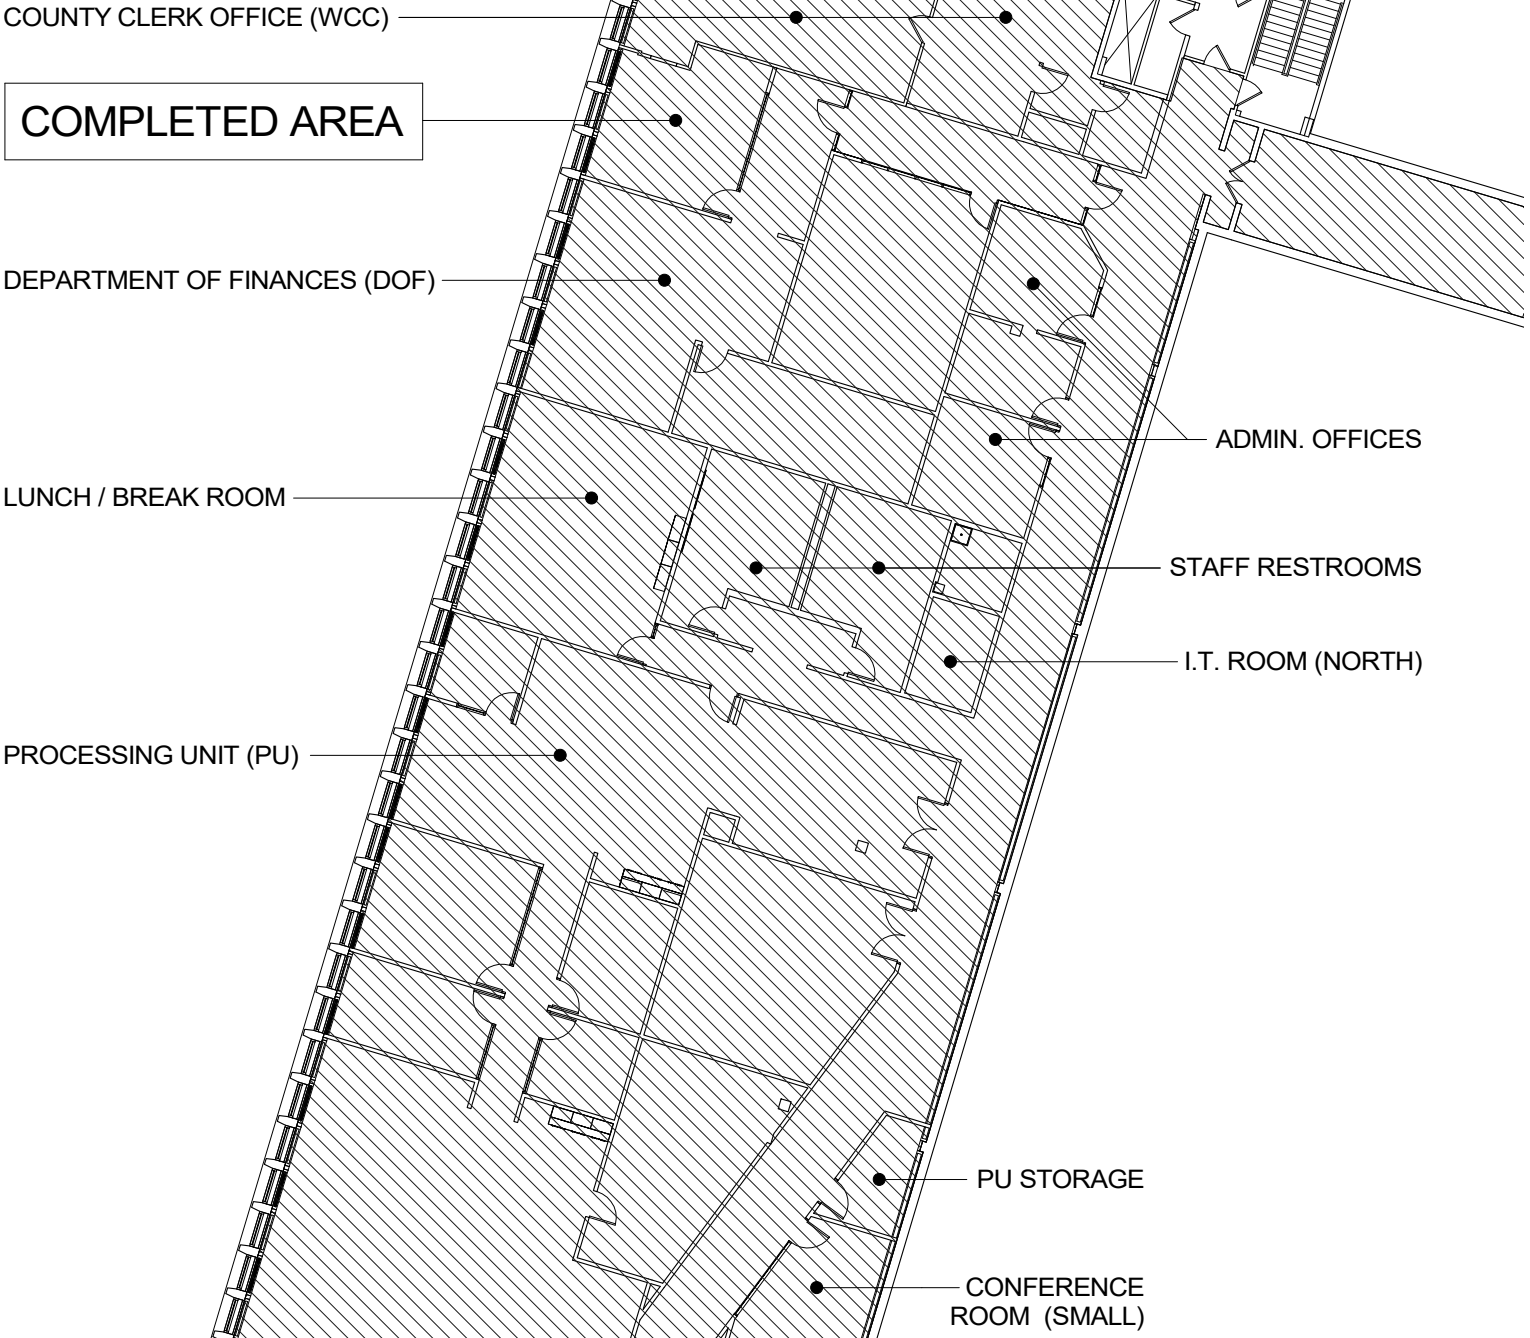 COUNTY CLERK OFFICE (WCC)
COMPLETED AREA
DEPARTMENT OF FINANCES (DOF)
ADMIN. OFFICES
LUNCH / BREAK ROOM
STAFF RESTROOMS
I.T. ROOM (NORTH)
PROCESSING UNIT (PU)
PU STORAGE
CONFERENCE
ROOM (SMALL)